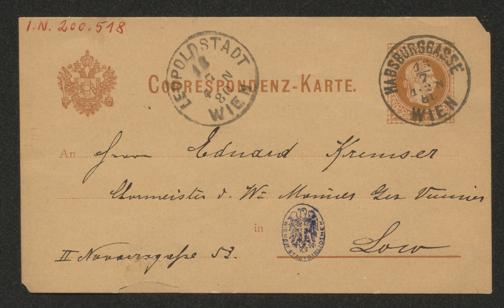 I.N. 200.518
LEOPOLDSTADT
WIEN
HABSBURGGASSE
WIEN
CORRESPONDENZ-KARTE.
An Herrn Eduard Kremser
Chormeister d. Wr Männer Ges Vereines
in Loco
II Novaragasse 53.